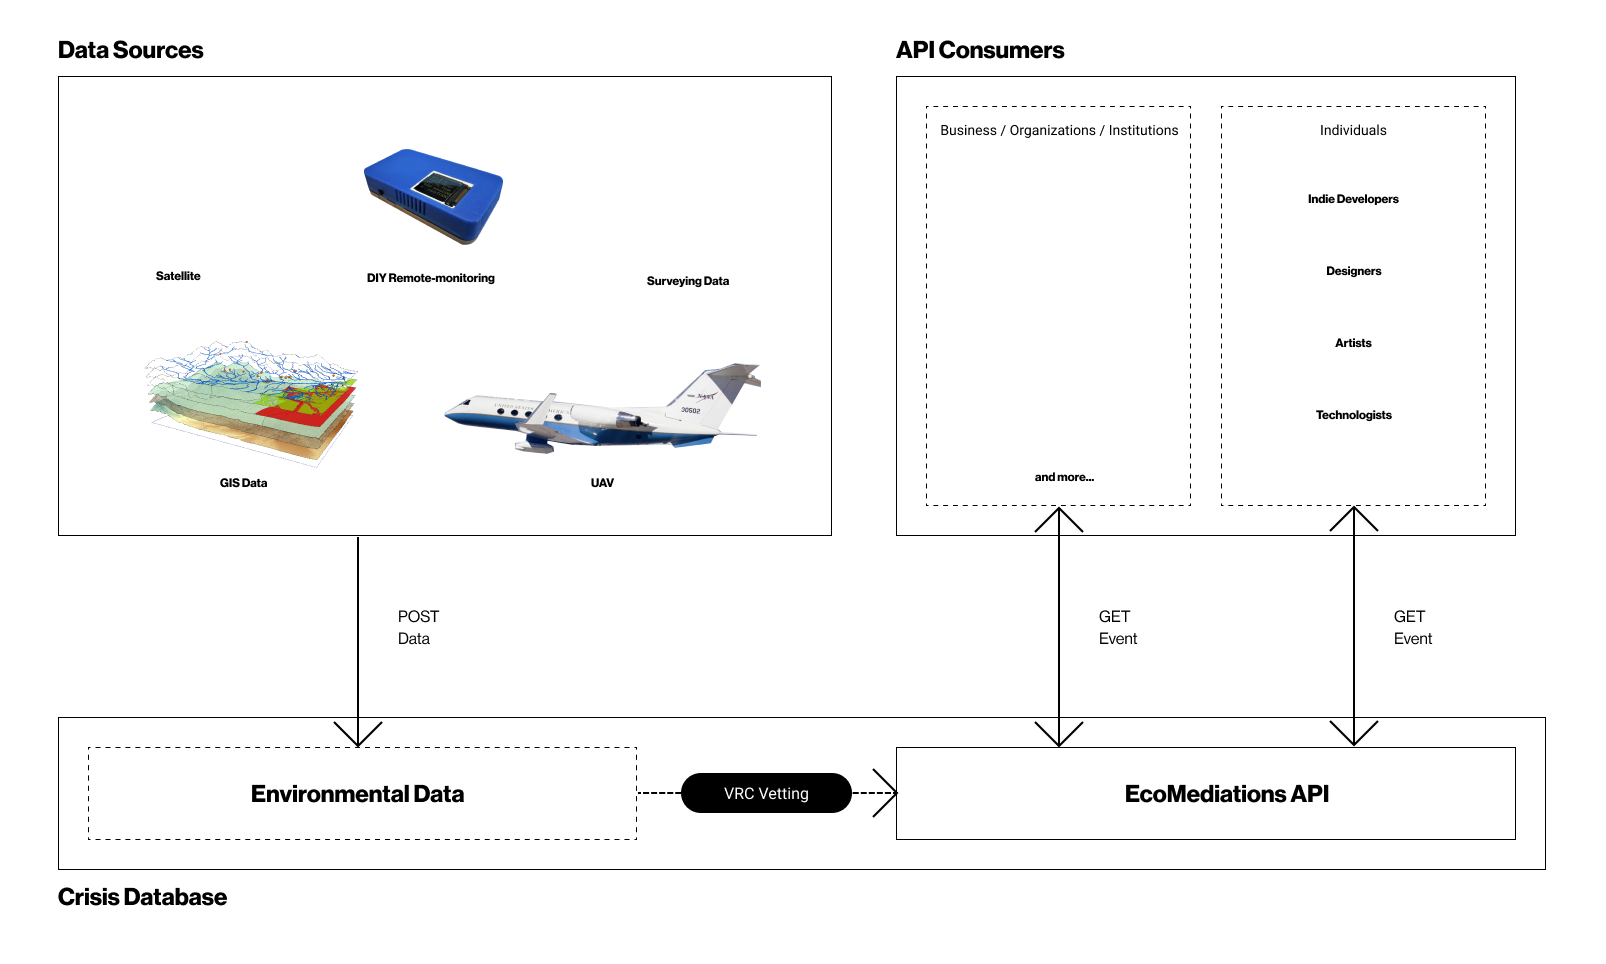 Data Sources
API Consumers
Business / Organizations / Institutions
Individuals
Indie Developers
Satellite
DIY Remote-monitoring
Surveying Data
Designers
Artists
NASA
30502
Technologists
GIS Data
UAV
and more...
POST
Data
GET
Event
GET
Event
Environmental Data
VRC Vetting
EcoMediations API
Crisis Database